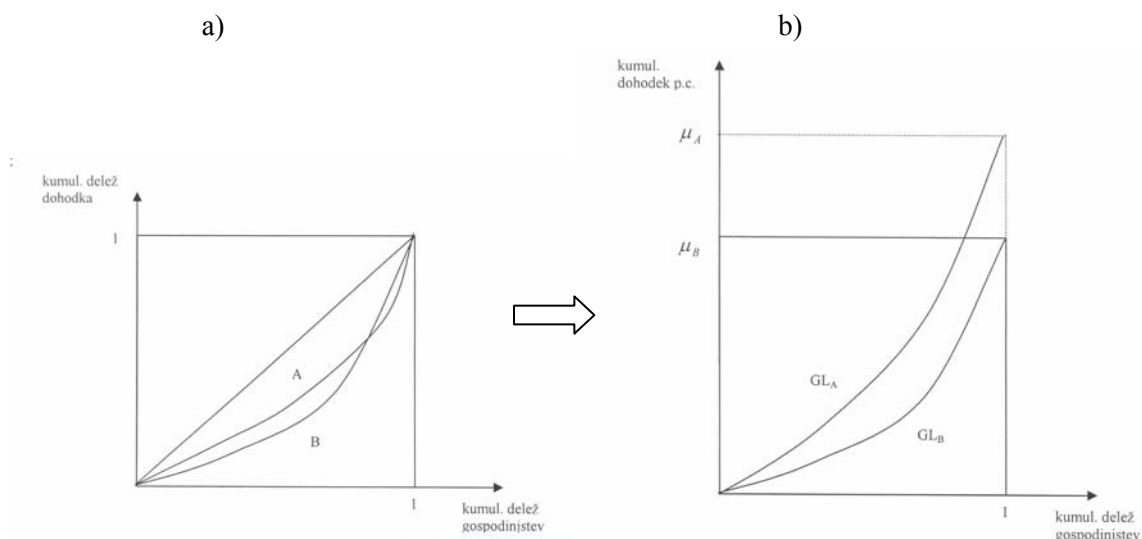 a)
b)
kumul.
dohodek p.c.
μA
:
kumul. delež
dohodka
1
μB
A
B
GLA
GLB
1
kumul. delež
gospodinjstev
1
kumul. delež
gospodinjstev